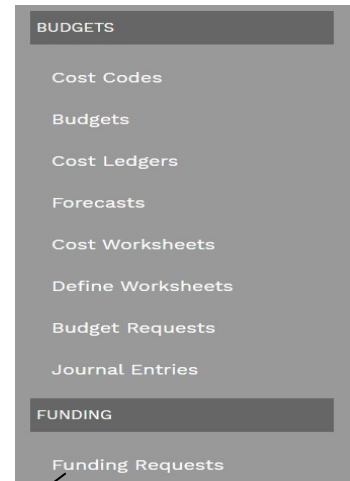 BUDGETS
Cost Codes
Budgets
Cost Ledgers
Forecasts
Cost Worksheets
Define Worksheets
Budget Requests
Journal Entries
FUNDING
Funding Requests